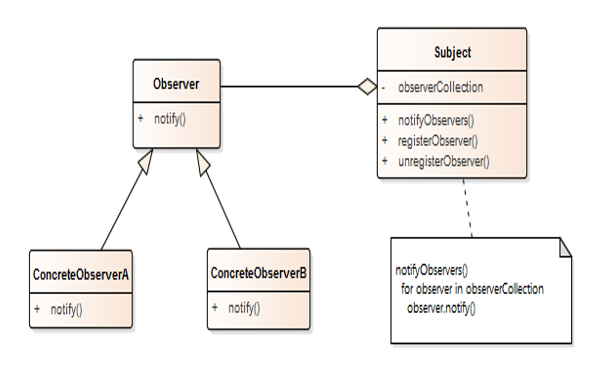 Subject
- observerCollection
+ notifyObservers()
+ registerObserver()
+ unregisterObserver()
Observer
+ notify()
ConcreteObserverA
+ notify()
ConcreteObserverB
+ notify()
notifyObservers()
for observer in observerCollection
observer.notify()